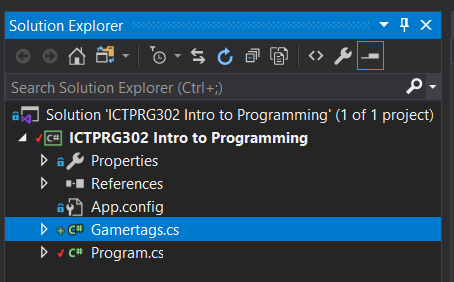 Solution Explorer
Search Solution Explorer (Ctrl+;)
Solution 'ICTPRG302 Intro to Programming' (1 of 1 project)
C# ICTPRG302 Intro to Programming
Properties
References
App.config
C# Gamertags.cs
C# Program.cs